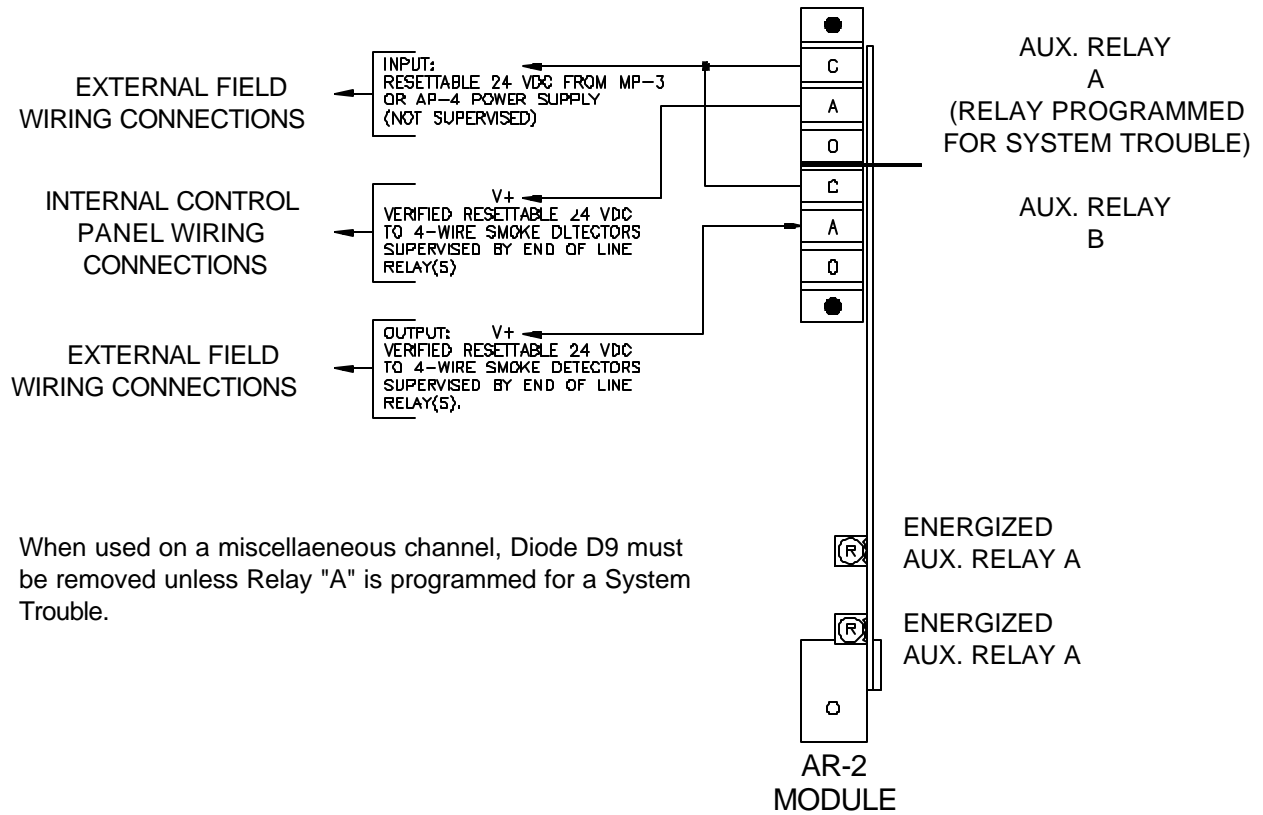 EXTERNAL FIELD
WIRING CONNECTIONS
INPUT:
RESETTABLE 24 VDC FROM MP-3
OR AP-4 POWER SUPPLY
(NOT SUPERVISED)
INTERNAL CONTROL
PANEL WIRING
CONNECTIONS
V+
VERIFIED RESETTABLE 24 VDC
TO 4-WIRE SMOKE DETECTORS
SUPERVISED BY END OF LINE
RELAY(S)
EXTERNAL FIELD
WIRING CONNECTIONS
OUTPUT: V+
VERIFIED RESETTABLE 24 VDC
TO 4-WIRE SMOKE DETECTORS
SUPERVISED BY END OF LINE
RELAY(S).
C
A
O
C
A
O
AUX. RELAY
A
(RELAY PROGRAMMED
FOR SYSTEM TROUBLE)
AUX. RELAY
B
When used on a miscellaeneous channel, Diode D9 must
be removed unless Relay "A" is programmed for a System
Trouble.
R
ENERGIZED
AUX. RELAY A
R
ENERGIZED
AUX. RELAY A
AR-2
MODULE